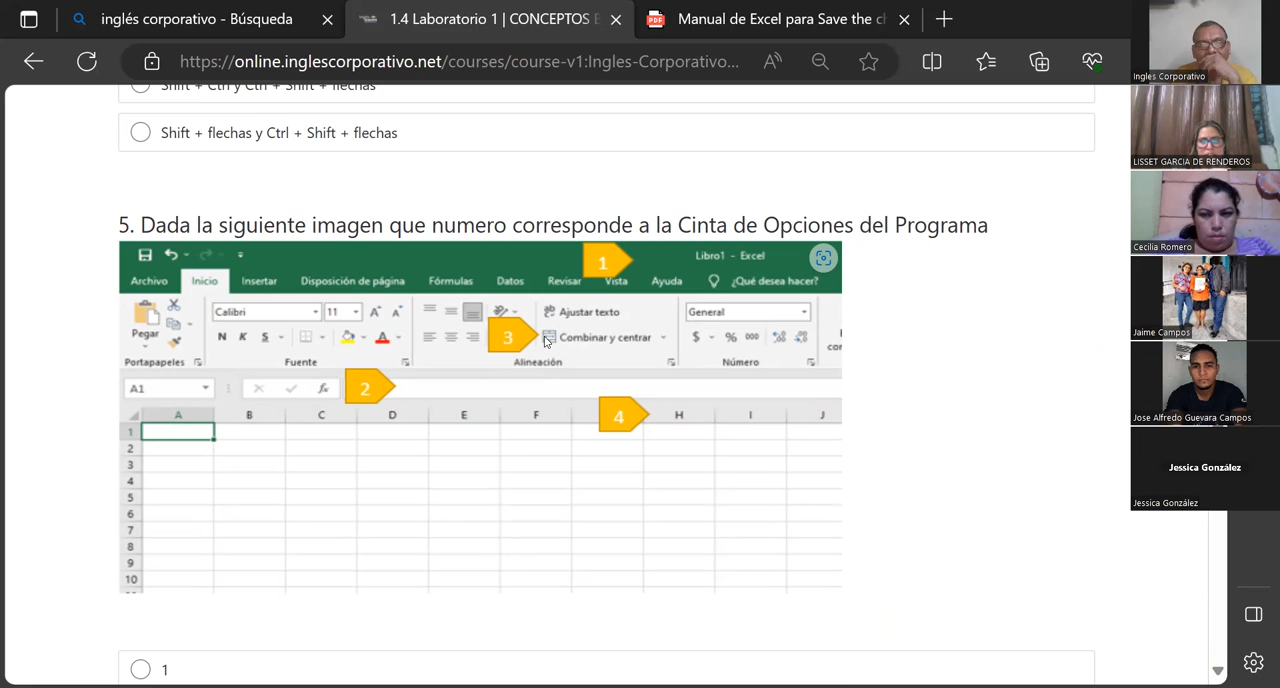 inglés corporativo - Búsqueda
1.4 Laboratorio 1 | CONCEPTOS
Manual de Excel para Save the
https://online.inglescorporativo.net/courses/course-v1:Ingles-Corporativo...
Shift + Ctrl y Ctrl + Shift + flechas
Shift + flechas y Ctrl + Shift + flechas
5. Dada la siguiente imagen que numero corresponde a la Cinta de Opciones del Programa
1
Libro1 - Excel
Archivo Inicio Insertar Disposición de página Fórmulas Datos Revisar Vista Ayuda ¿Qué desea hacer?
Calibri 11 Ajustar texto General
Pegar N K S A 3 Combinar y centrar $ % 000
Portapapeles Fuente Alineación Número
A1 fx 2
A B C D E F 4 H I J
1
2
3
4
5
6
7
8
9
10
1
Ingles Corporativo
LISSET GARCIA DE RENDEROS
Cecilia Romero
Jaime Campos
Jose Alfredo Guevara Campos
Jessica González
Jessica González